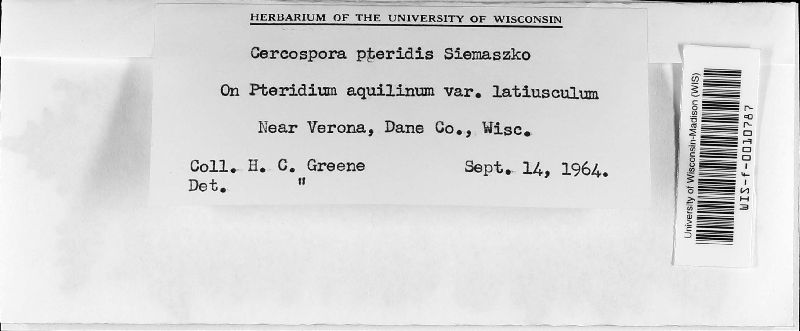 HERBARIUM OF THE UNIVERSITY OF WISCONSIN
Cercospora pteridis Siemaszko
On Pteridium aquilinum var. latiusculum
Near Verona, Dane Co., Wisc.
Coll. H. C. Greene Sept. 14, 1964.
Det. "
University of Wisconsin-Madison (WIS)
WIS-f-0010787